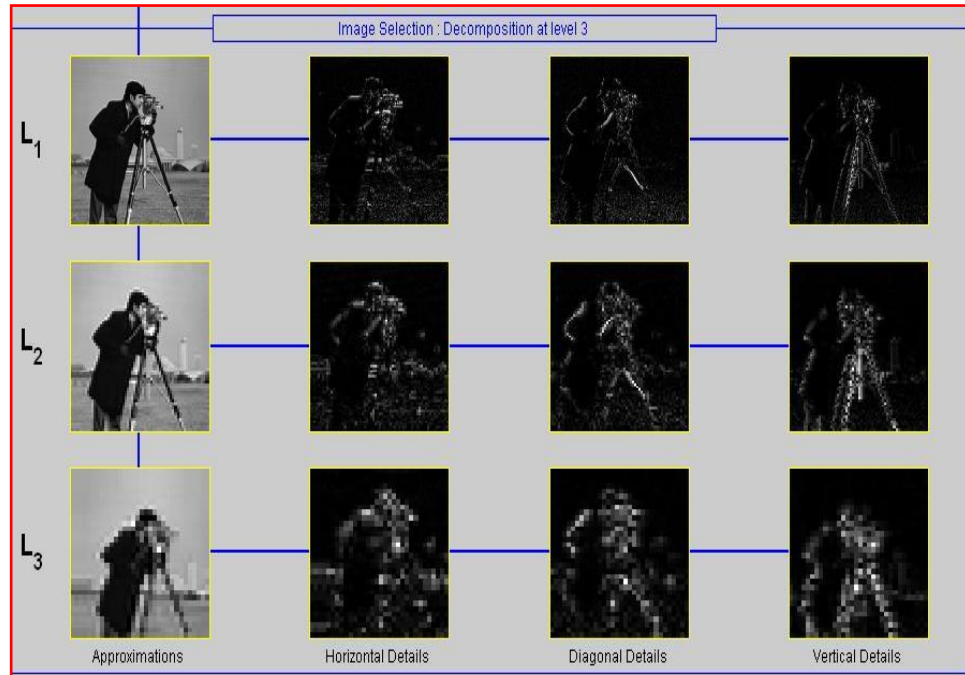 Image Selection : Decomposition at level 3
L1
L2
L3
Approximations Horizontal Details Diagonal Details Vertical Details